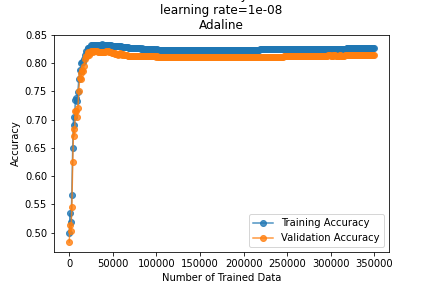 learning rate=1e-08
Adaline
0.85
0.80
0.75
0.70
0.65
0.60
0.55
0.50
Accuracy
Training Accuracy
Validation Accuracy
0 50000 100000 150000 200000 250000 300000 350000
Number of Trained Data